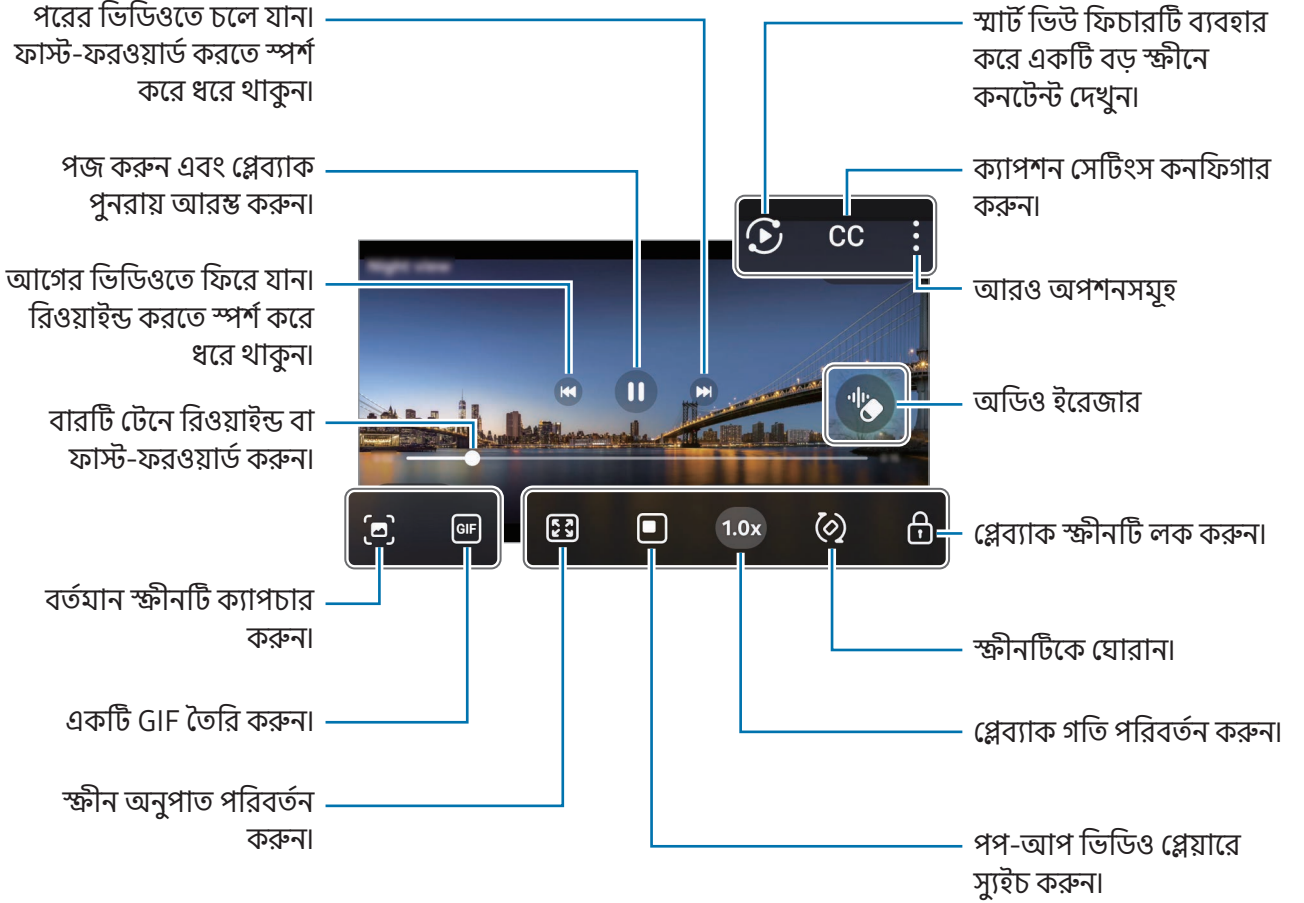 পরের ভিডিওতে চলে যান।
ফাস্ট-ফরওয়ার্ড করতে স্পর্শ
করে ধরে থাকুন।
পজ করুন এবং প্লেব্যাক
পুনরায় আরম্ভ করুন।
আগের ভিডিওতে ফিরে যান।
রিওয়াইন্ড করতে স্পর্শ করে
ধরে থাকুন।
বারটি টেনে রিওয়াইন্ড বা
ফাস্ট-ফরওয়ার্ড করুন।
বর্তমান স্ক্রীনটি ক্যাপচার
করুন।
একটি GIF তৈরি করুন।
স্ক্রীন অনুপাত পরিবর্তন
করুন।
Night view
CC
GIF
1.0x
স্মার্ট ভিউ ফিচারটি ব্যবহার
করে একটি বড় স্ক্রীনে
কনটেন্ট দেখুন।
ক্যাপশন সেটিংস কনফিগার
করুন।
আরও অপশনসমূহ
অডিও ইরেজার
প্লেব্যাক স্ক্রীনটি লক করুন।
স্ক্রীনটিকে ঘোরান।
প্লেব্যাক গতি পরিবর্তন করুন।
পপ-আপ ভিডিও প্লেয়ারে
স্যুইচ করুন।